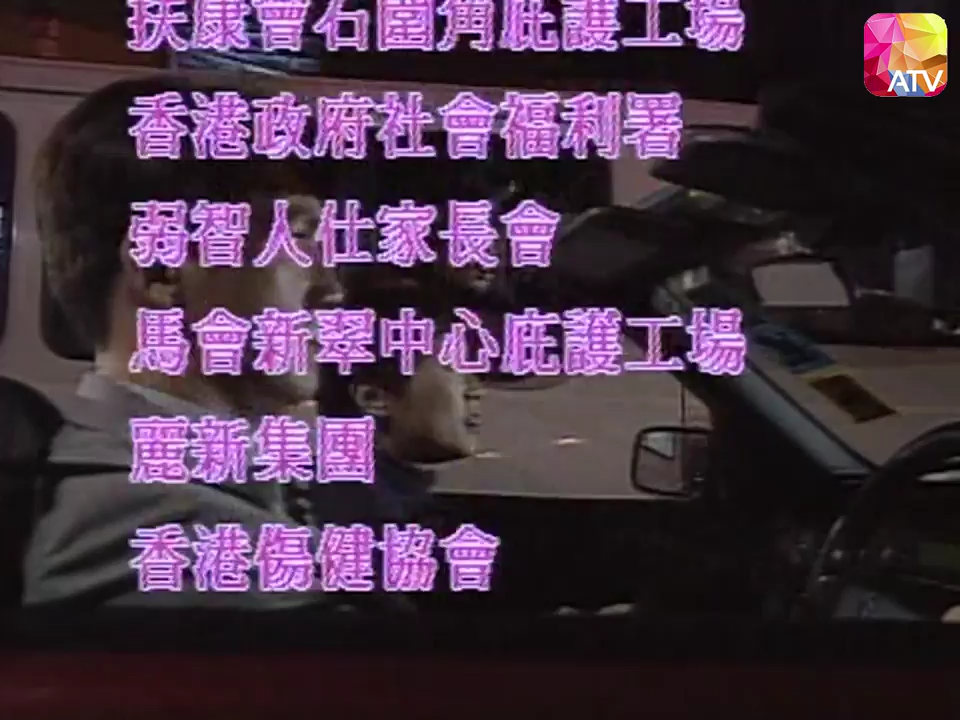 扶康會石圍角庇護工場
香港政府社會福利署
弱智人仕家長會
馬會新翠中心庇護工場
麗新集團
香港傷健協會
ATV